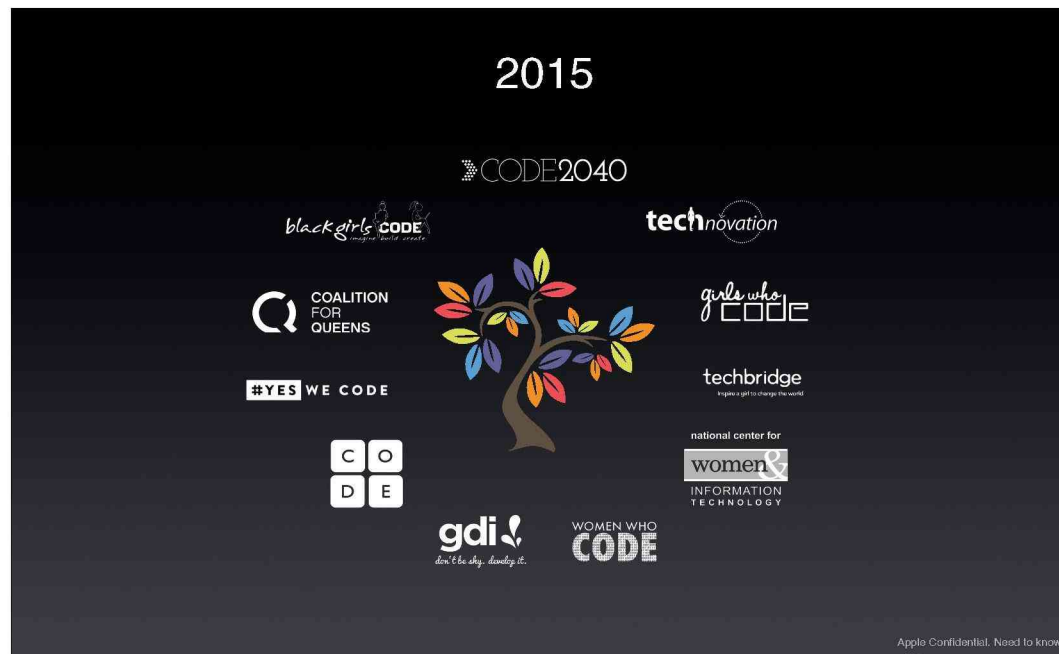 2015
CODE2040
black girls CODE
imagine build create
technovation
COALITION
FOR
QUEENS
girls who
CODE
#YES WE CODE
techbridge
Inspire a girl to change the world
C O
D E
national center for
women &
INFORMATION
TECHNOLOGY
gdi
don't be shy. develop it.
WOMEN WHO
CODE
Apple Confidential. Need to know